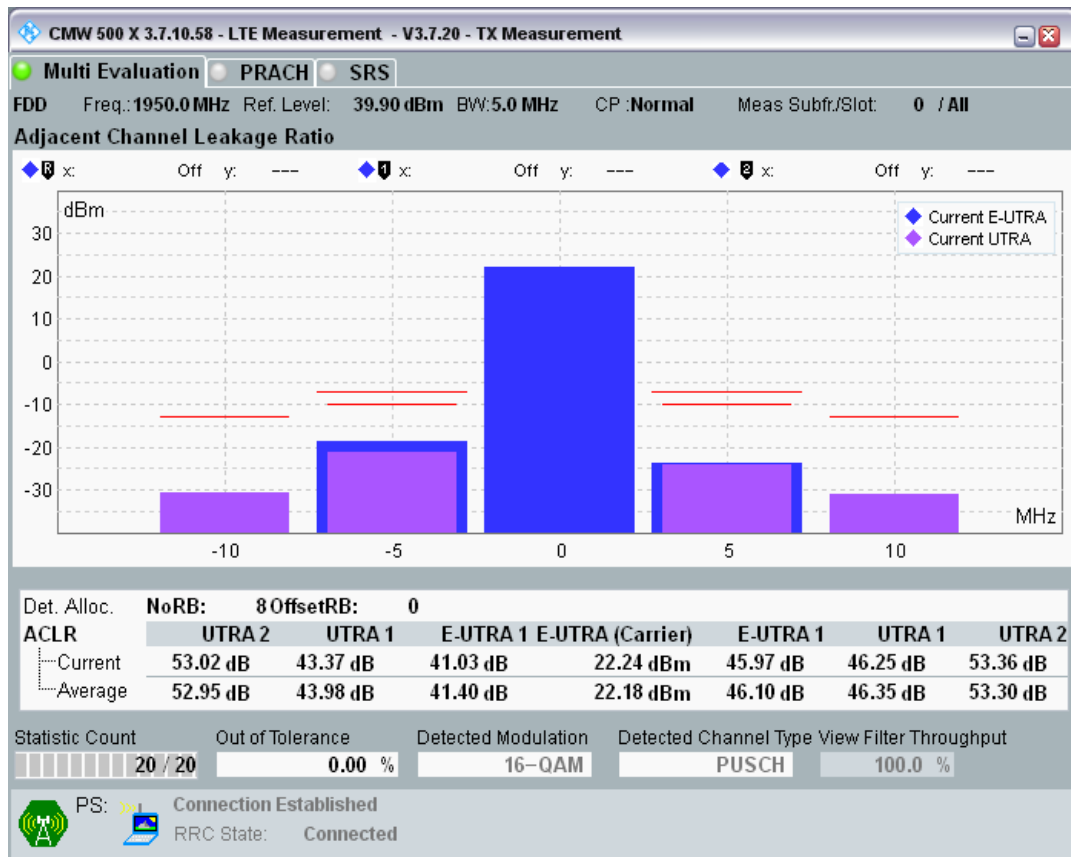 CMW 500 X 3.7.10.58 - LTE Measurement - V3.7.20 - TX Measurement
Multi Evaluation PRACH SRS
FDD Freq.:1950.0 MHz Ref. Level: 39.90 dBm BW:5.0 MHz CP :Normal Meas Subfr./Slot: 0 / All
Adjacent Channel Leakage Ratio
R x: Off y: --- 1 x: Off y: --- 2 x: Off y: ---
dBm
Current E-UTRA
Current UTRA
30
20
10
0
-10
-20
-30
MHz
-10 -5 0 5 10
Det. Alloc. NoRB: 8 OffsetRB: 0
ACLR UTRA 2 UTRA 1 E-UTRA 1 E-UTRA (Carrier) E-UTRA 1 UTRA 1 UTRA 2
Current 53.02 dB 43.37 dB 41.03 dB 22.24 dBm 45.97 dB 46.25 dB 53.36 dB
Average 52.95 dB 43.98 dB 41.40 dB 22.18 dBm 46.10 dB 46.35 dB 53.30 dB
Statistic Count Out of Tolerance Detected Modulation Detected Channel Type View Filter Throughput
20 / 20 0.00 % 16-QAM PUSCH 100.0 %
PS: Connection Established
RRC State: Connected